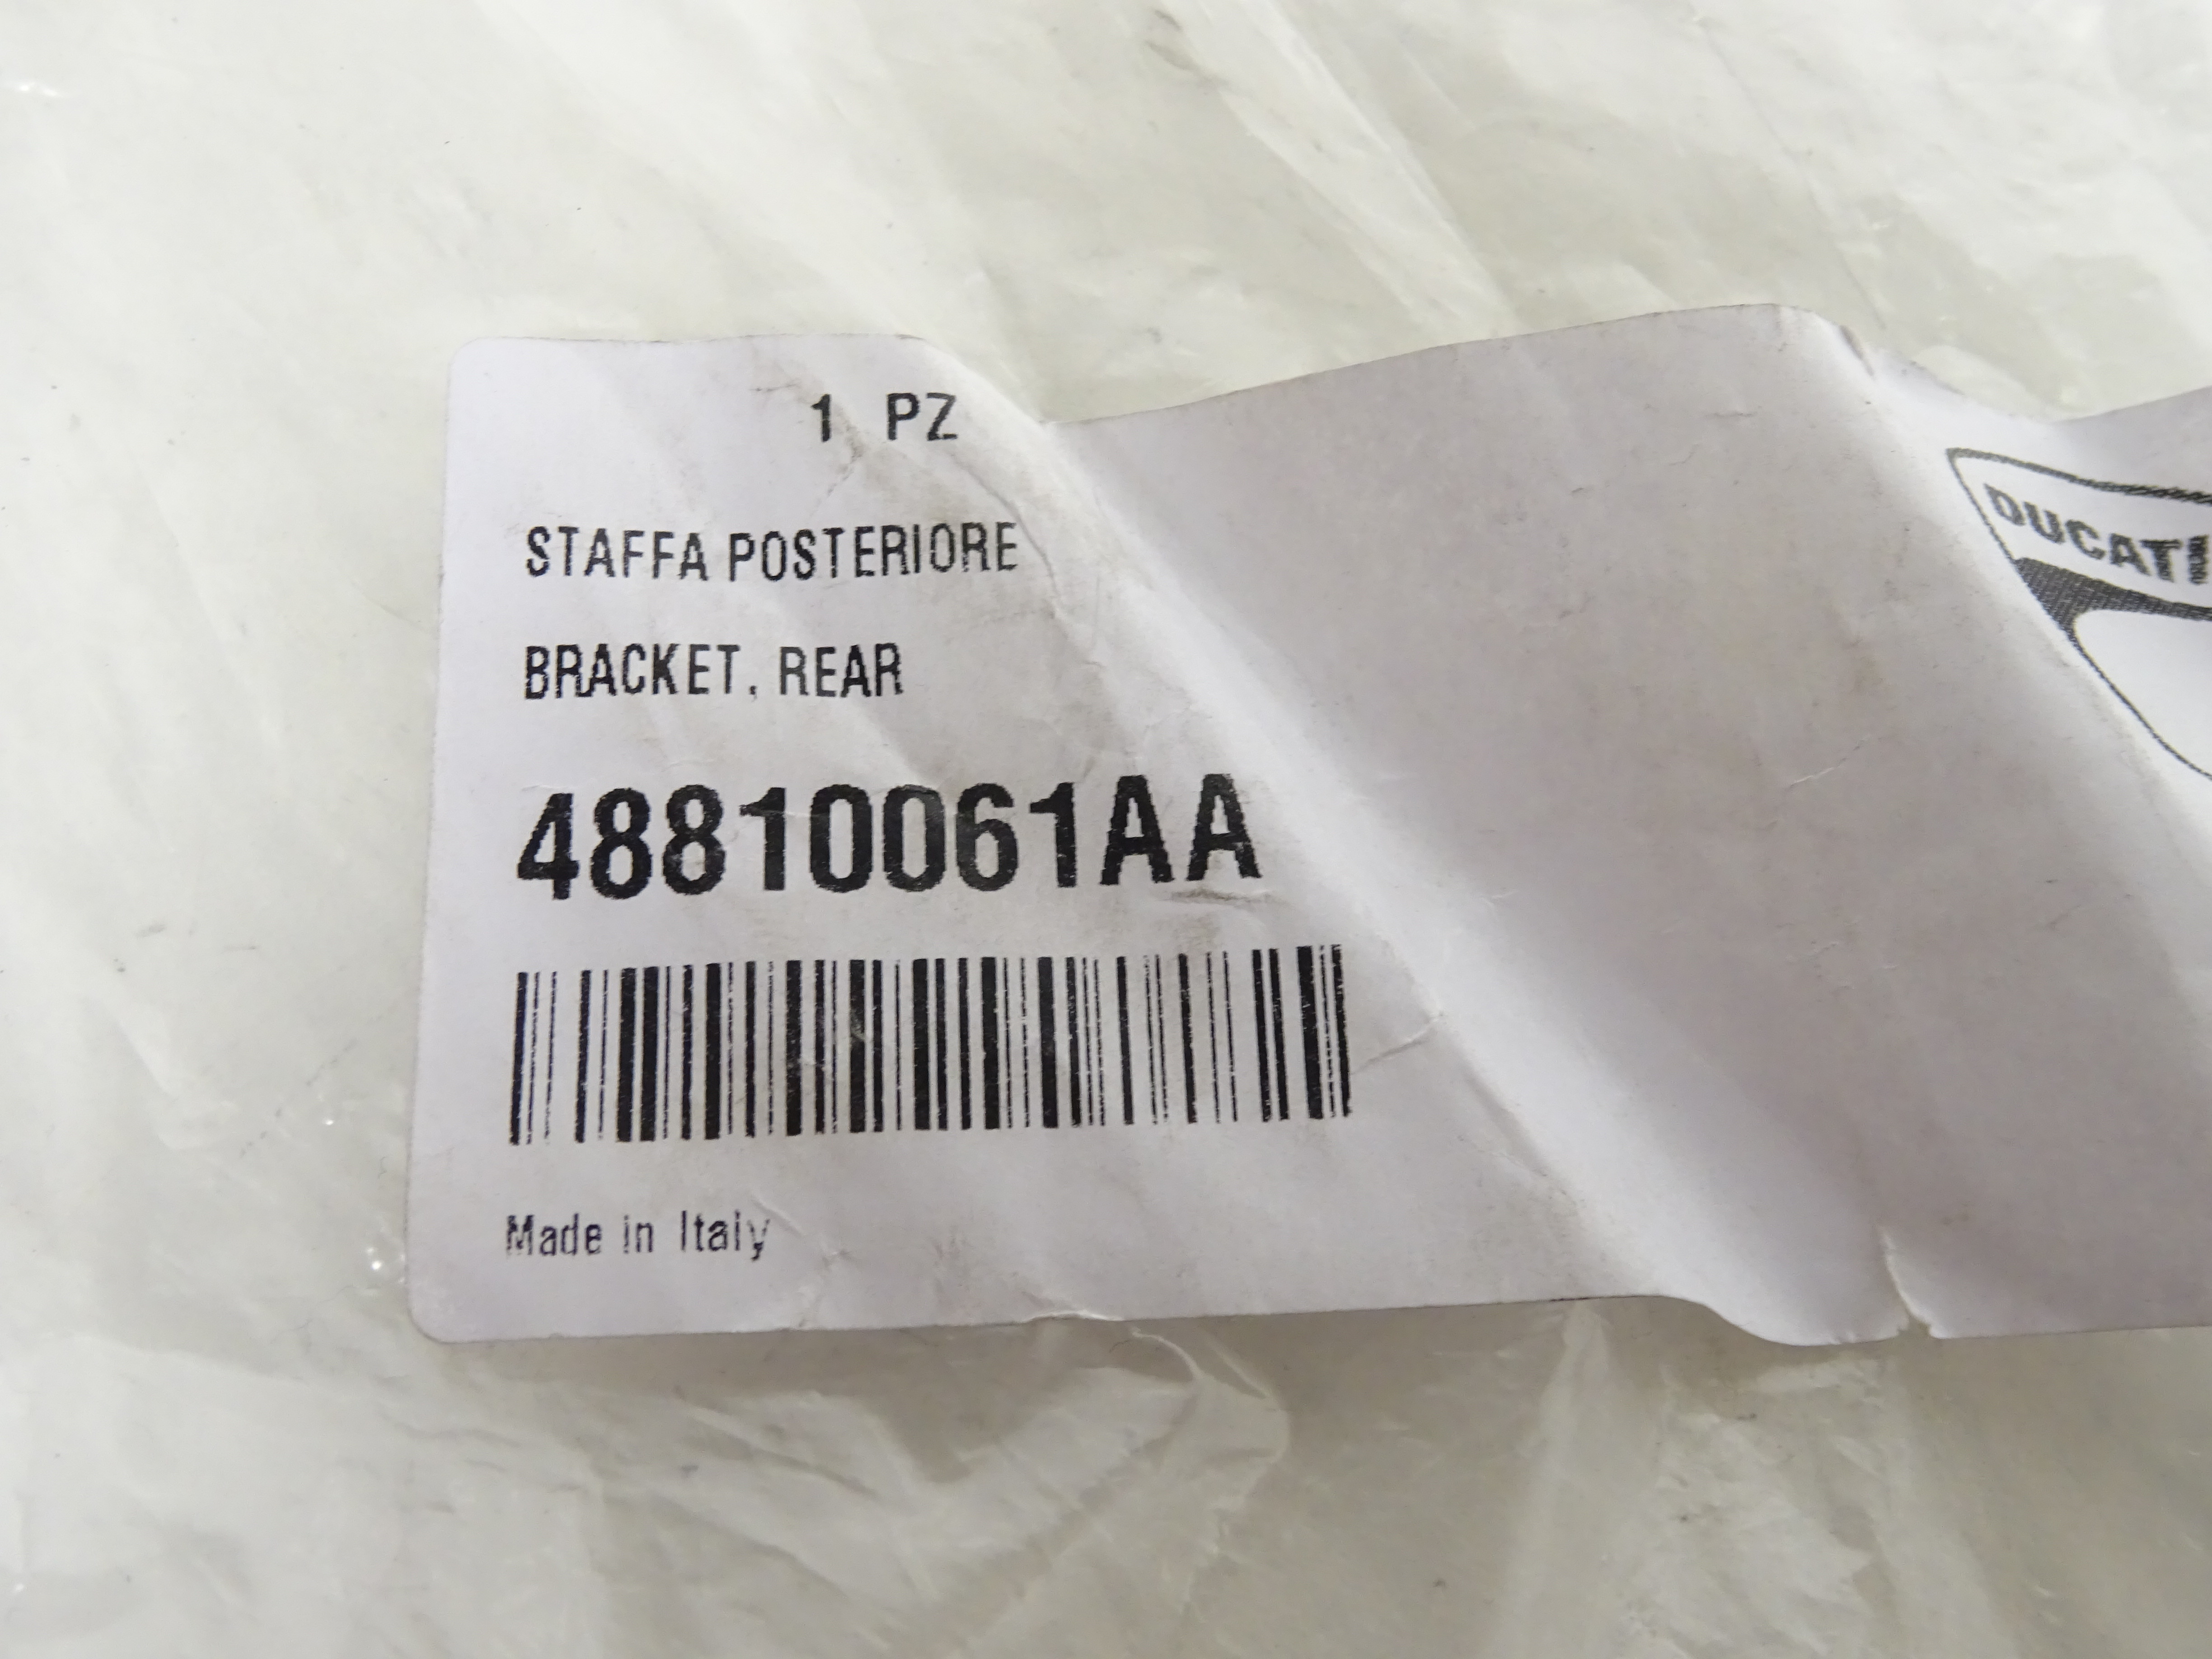 1 PZ
STAFFA POSTERIORE
BRACKET, REAR
48810061AA
Made in Italy
DUCATI